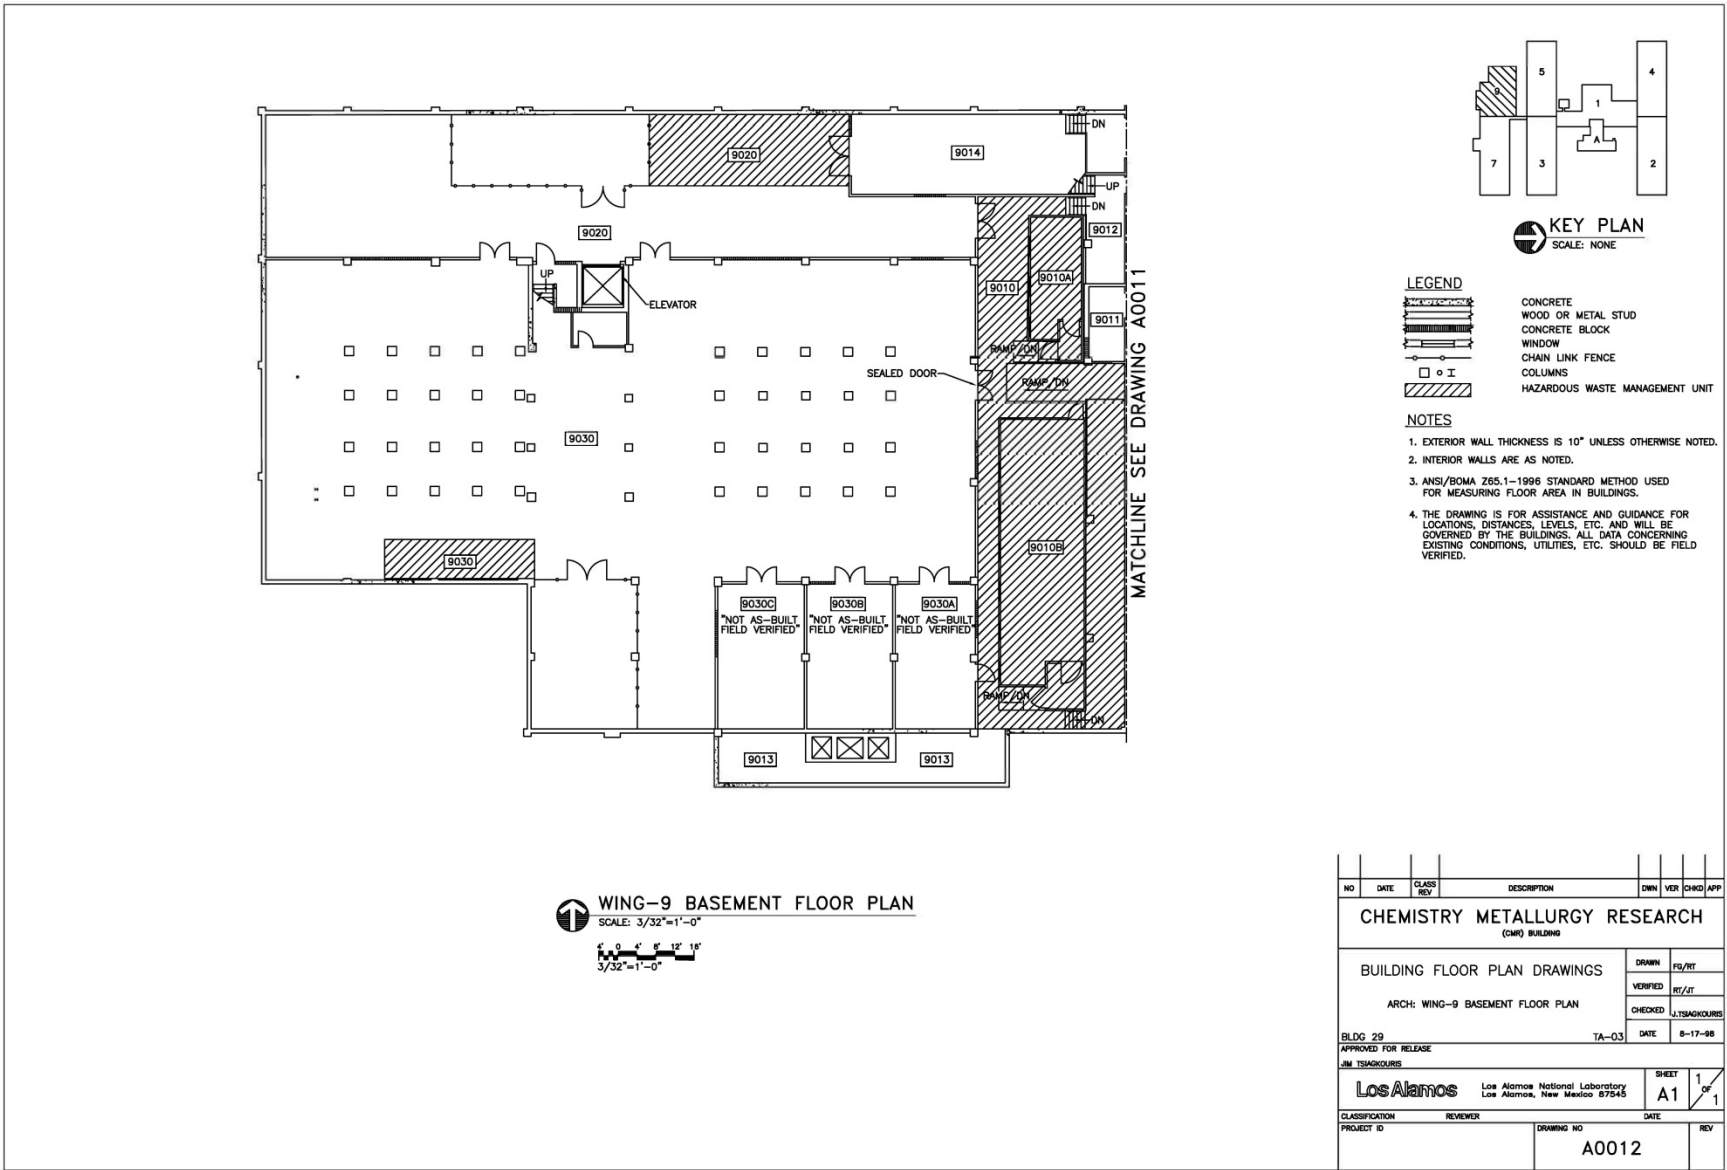 DN
9020
9014
UP
DN
9012
9020
UP
9010A
9010
ELEVATOR
9011
RAMP/DN
SEALED DOOR
RAMP/DN
9030
MATCHLINE SEE DRAWING A0011
9010B
9030
9030C
"NOT AS-BUILT
FIELD VERIFIED"
9030B
"NOT AS-BUILT
FIELD VERIFIED"
9030A
"NOT AS-BUILT
FIELD VERIFIED"
RAMP/DN
DN
9013
9013
WING-9 BASEMENT FLOOR PLAN
SCALE: 3/32"=1'-0"
4' 0 4' 8' 12' 16'
3/32"=1'-0"
5
4
9
1
A
7
3
2
KEY PLAN
SCALE: NONE
LEGEND
CONCRETE
WOOD OR METAL STUD
CONCRETE BLOCK
WINDOW
CHAIN LINK FENCE
COLUMNS
HAZARDOUS WASTE MANAGEMENT UNIT
NOTES
1. EXTERIOR WALL THICKNESS IS 10" UNLESS OTHERWISE NOTED.
2. INTERIOR WALLS ARE AS NOTED.
3. ANSI/BOMA Z65.1-1996 STANDARD METHOD USED
FOR MEASURING FLOOR AREA IN BUILDINGS.
4. THE DRAWING IS FOR ASSISTANCE AND GUIDANCE FOR
LOCATIONS, DISTANCES, LEVELS, ETC. AND WILL BE
GOVERNED BY THE BUILDINGS. ALL DATA CONCERNING
EXISTING CONDITIONS, UTILITIES, ETC. SHOULD BE FIELD
VERIFIED.
NO DATE CLASS REV DESCRIPTION DWN VER CHKD APP
CHEMISTRY METALLURGY RESEARCH
(CMR) BUILDING
BUILDING FLOOR PLAN DRAWINGS
ARCH: WING-9 BASEMENT FLOOR PLAN
BLDG 29 TA-03
DRAWN FG/RT
VERIFIED RT/JT
CHECKED J.TSIAGKOURIS
DATE 8-17-98
APPROVED FOR RELEASE
JIM TSIAGKOURIS
Los Alamos
Los Alamos National Laboratory
Los Alamos, New Mexico 87545
SHEET
A1
1 OF 1
CLASSIFICATION REVIEWER DATE
PROJECT ID
DRAWING NO
A0012
REV